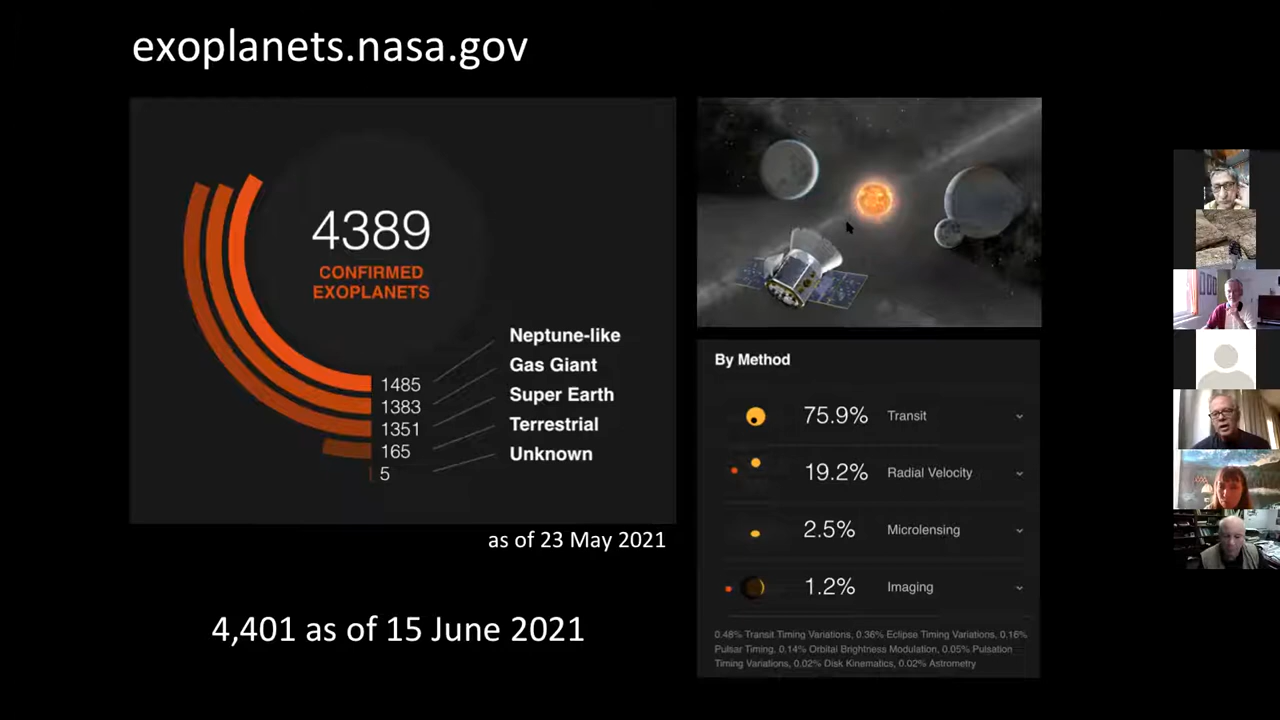 exoplanets.nasa.gov
4389
CONFIRMED
EXOPLANETS
1485 Neptune-like
1383 Gas Giant
1351 Super Earth
165 Terrestrial
5 Unknown
as of 23 May 2021
4,401 as of 15 June 2021
By Method
75.9% Transit
19.2% Radial Velocity
2.5% Microlensing
1.2% Imaging
0.48% Transit Timing Variations, 0.36% Eclipse Timing Variations, 0.16%
Pulsar Timing, 0.14% Orbital Brightness Modulation, 0.05% Pulsation
Timing Variations, 0.02% Disk Kinematics, 0.02% Astrometry